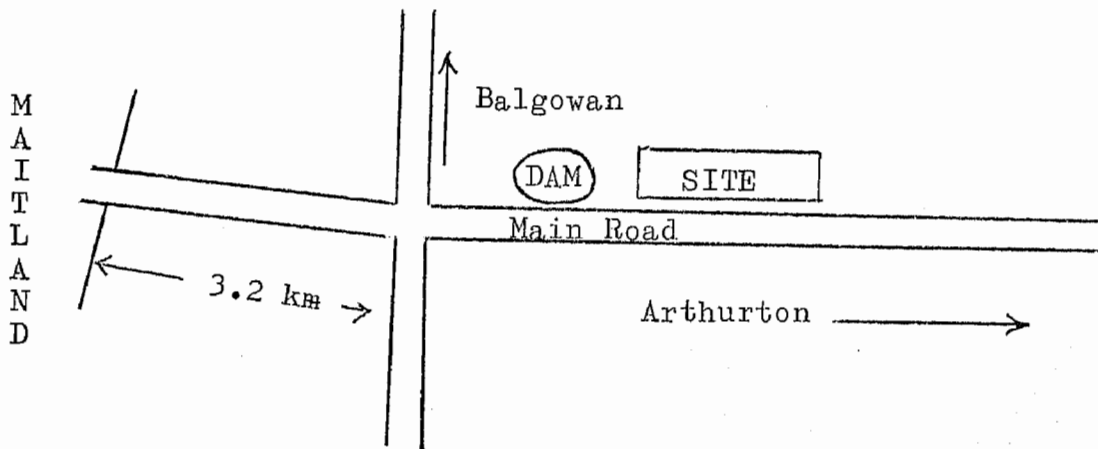 MAITLAND
Balgowan
DAM
SITE
Main Road
3.2 km
Arthurton